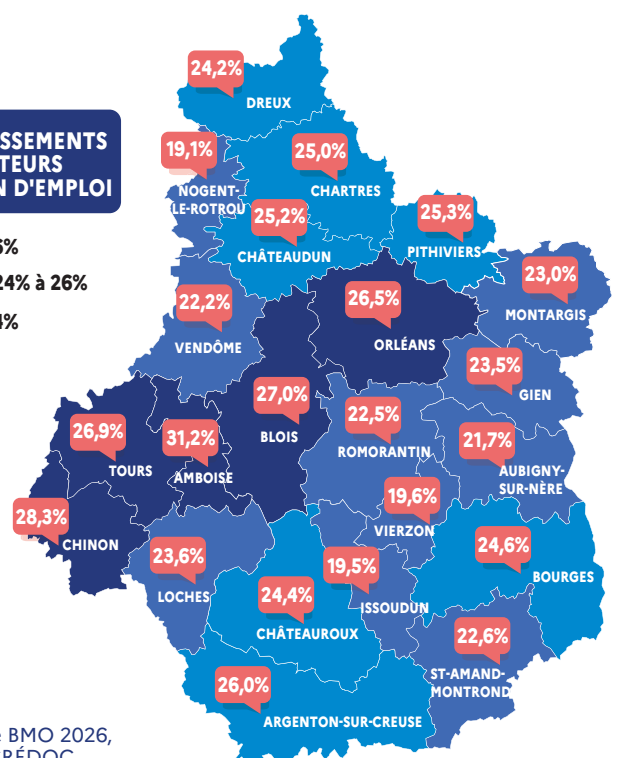 24,2%
DREUX
19,1%
NOGENT-
LE-ROTROU
25,0%
CHARTRES
25,2%
CHÂTEAUDUN
25,3%
PITHIVIERS
D'EMPLOI
24% à 26%
22,2%
VENDÔME
26,5%
ORLÉANS
23,0%
MONTARGIS
23,5%
GIEN
27,0%
BLOIS
22,5%
ROMORANTIN
21,7%
AUBIGNY-
SUR-NÈRE
26,9%
TOURS
31,2%
AMBOISE
19,6%
VIERZON
28,3%
CHINON
23,6%
LOCHES
24,4%
CHÂTEAUROUX
19,5%
ISSOUDUN
24,6%
BOURGES
22,6%
ST-AMAND-
MONTROND
26,0%
ARGENTON-SUR-CREUSE
BMO 2026,